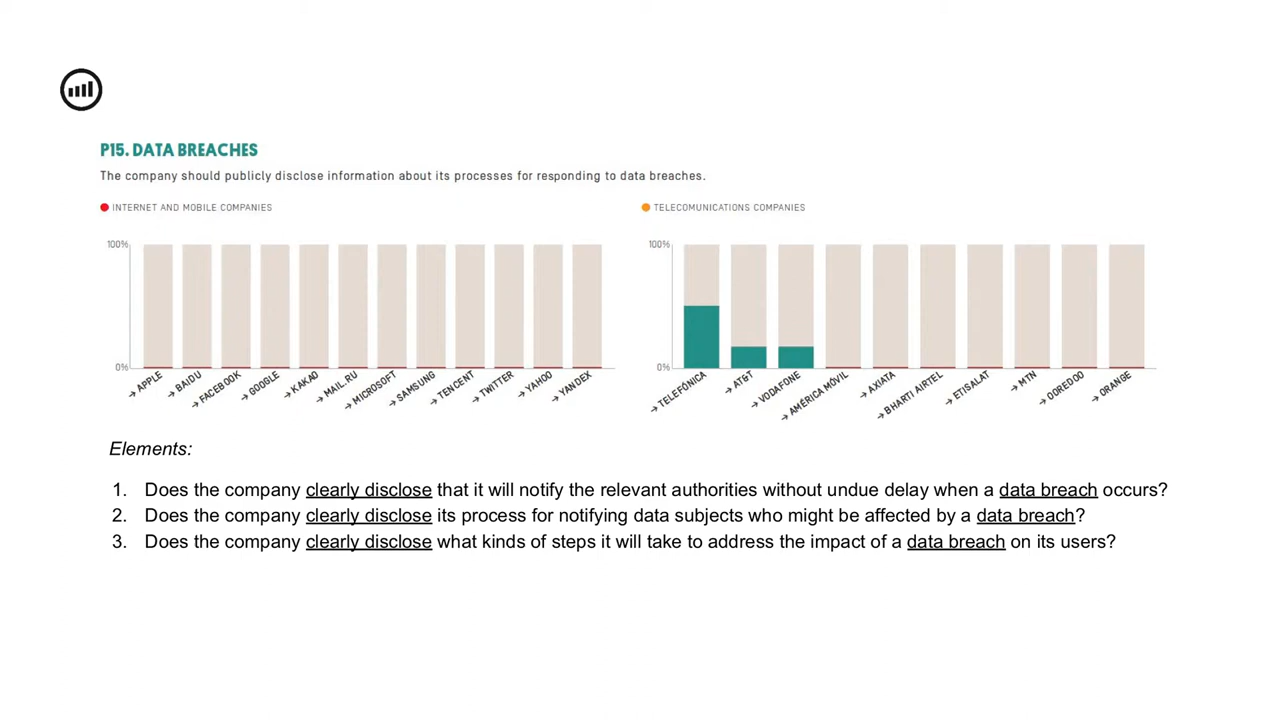 P15. DATA BREACHES
The company should publicly disclose information about its processes for responding to data breaches.
INTERNET AND MOBILE COMPANIES
100%
0%
→ APPLE
→ BAIDU
→ FACEBOOK
→ GOOGLE
→ KAKAO
→ MAIL.RU
→ MICROSOFT
→ SAMSUNG
→ TENCENT
→ TWITTER
→ YAHOO
→ YANDEX
TELECOMMUNICATIONS COMPANIES
100%
0%
→ TELEFÓNICA
→ AT&T
→ VODAFONE
→ AMÉRICA MÓVIL
→ AXIATA
→ BHARTI AIRTEL
→ ETISALAT
→ MTN
→ OOREDOO
→ ORANGE
Elements:
1. Does the company clearly disclose that it will notify the relevant authorities without undue delay when a data breach occurs?
2. Does the company clearly disclose its process for notifying data subjects who might be affected by a data breach?
3. Does the company clearly disclose what kinds of steps it will take to address the impact of a data breach on its users?